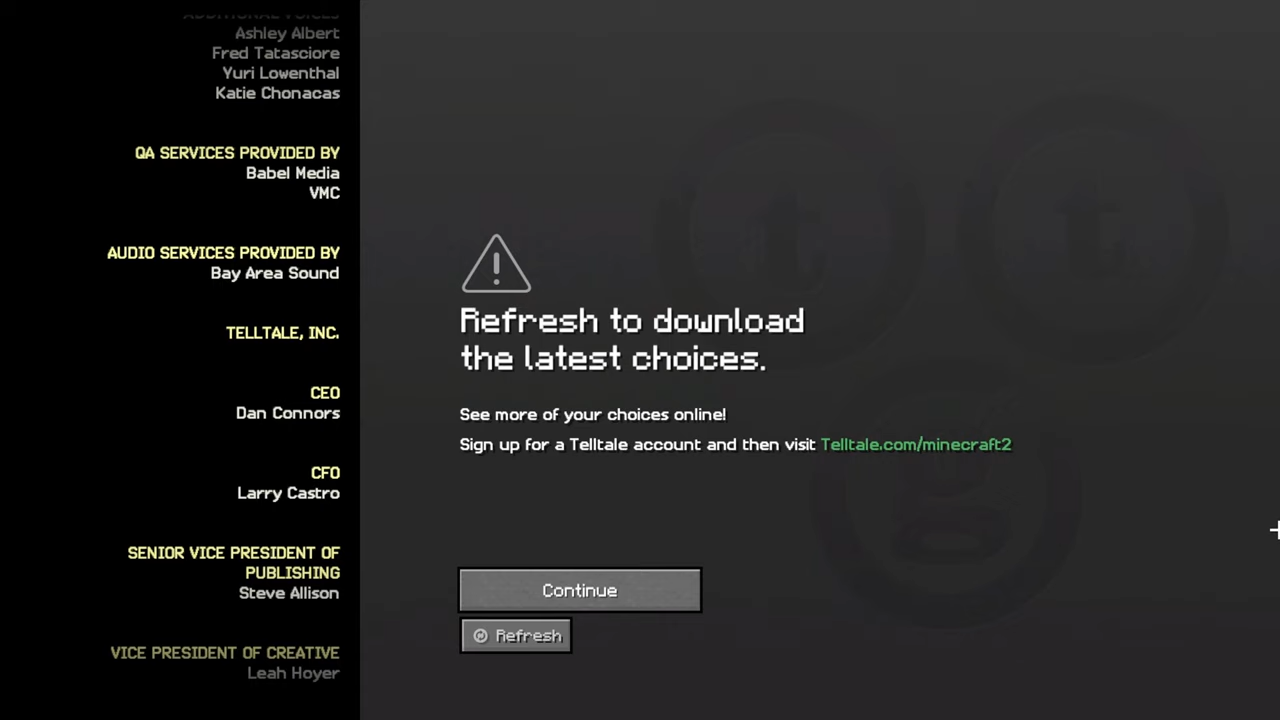 ADDITIONAL VOICES
Ashley Albert
Fred Tatasciore
Yuri Lowenthal
Katie Chonacas
QA SERVICES PROVIDED BY
Babel Media
VMC
AUDIO SERVICES PROVIDED BY
Bay Area Sound
TELLTALE, INC.
CEO
Dan Connors
CFO
Larry Castro
SENIOR VICE PRESIDENT OF
PUBLISHING
Steve Allison
VICE PRESIDENT OF CREATIVE
Leah Hoyer
Refresh to download
the latest choices.
See more of your choices online!
Sign up for a Telltale account and then visit Telltale.com/minecraft2
Continue
Refresh
t t
g